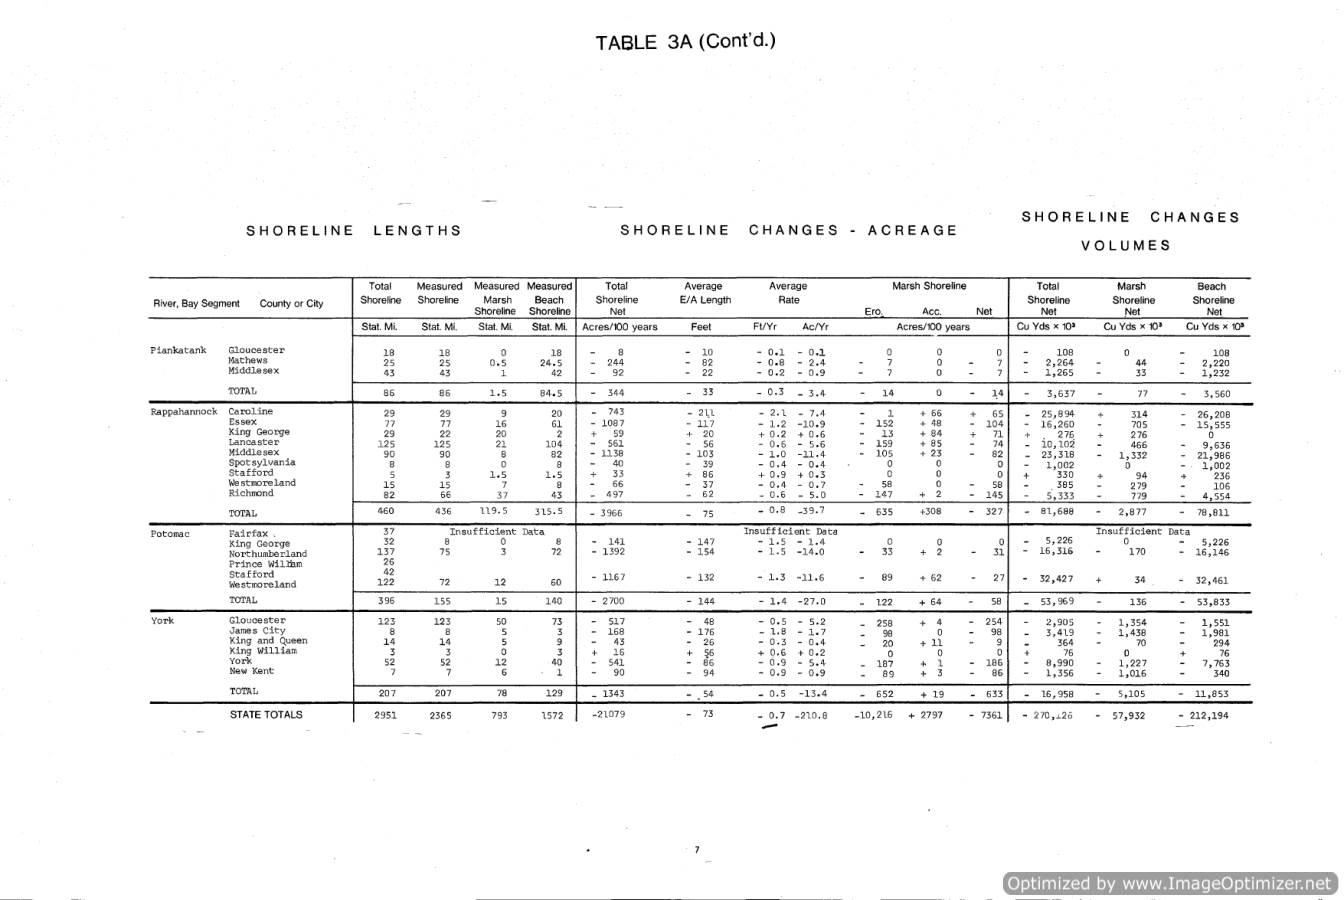 TABLE 3A (Cont'd.)
SHORELINE LENGTHS SHORELINE CHANGES - ACREAGE SHORELINE CHANGES
VOLUMES
River, Bay Segment County or City Total Shoreline Measured Shoreline Measured Marsh Shoreline Measured Beach Shoreline Total Shoreline Net Average E/A Length Average Rate Marsh Shoreline Ero. Acc. Net Total Shoreline Net Marsh Shoreline Net Beach Shoreline Net
Stat. Mi. Stat. Mi. Stat. Mi. Stat. Mi. Acres/100 years Feet Ft/Yr Ac/Yr Acres/100 years Cu Yds × 10³ Cu Yds × 10³ Cu Yds × 10³
Piankatank Gloucester 18 18 0 18 - 8 - 10 - 0.1 - 0.1 0 0 0 - 108 0 - 108
Mathews 25 25 0.5 24.5 - 244 - 82 - 0.8 - 2.4 - 7 0 - 7 - 2,264 - 44 - 2,220
Middlesex 43 43 1 42 - 92 - 22 - 0.2 - 0.9 - 7 0 - 7 - 1,265 - 33 - 1,232
TOTAL 86 86 1.5 84.5 - 344 - 33 - 0.3 - 3.4 - 14 0 - 14 - 3,637 - 77 - 3,560
Rappahannock Caroline 29 29 9 20 - 743 - 211 - 2.1 - 7.4 - 1 + 66 + 65 - 25,894 + 314 - 26,208
Essex 77 77 16 61 - 1087 - 117 - 1.2 -10.9 - 152 + 48 - 104 - 16,260 - 705 - 15,555
King George 29 22 20 2 + 59 + 20 + 0.2 + 0.6 - 13 + 84 + 71 + 276 + 276 0
Lancaster 125 125 21 104 - 561 - 56 - 0.6 - 5.6 - 159 + 85 - 74 - 10,102 - 466 - 9,636
Middlesex 90 90 8 82 - 1138 - 103 - 1.0 -11.4 - 105 + 23 - 82 - 23,318 - 1,332 - 21,986
Spotsylvania 8 8 0 8 - 40 - 39 - 0.4 - 0.4 0 0 0 - 1,002 0 - 1,002
Stafford 5 3 1.5 1.5 + 33 + 86 + 0.9 + 0.3 0 0 0 + 330 + 94 + 236
Westmoreland 15 15 7 8 - 66 - 37 - 0.4 - 0.7 - 58 0 - 58 - 385 - 279 - 106
Richmond 82 66 37 43 - 497 - 62 - 0.6 - 5.0 - 147 + 2 - 145 - 5,333 - 779 - 4,554
TOTAL 460 436 119.5 315.5 - 3966 - 75 - 0.8 -39.7 - 635 +308 - 327 - 81,688 - 2,877 - 78,811
Potomac Fairfax 37 Insufficient Data Insufficient Data Insufficient Data
King George 32 8 0 8 - 141 - 147 - 1.5 - 1.4 0 0 0 - 5,226 0 - 5,226
Northumberland 137 75 3 72 - 1392 - 154 - 1.5 -14.0 - 33 + 2 - 31 - 16,316 - 170 - 16,146
Prince William 26
Stafford 42
Westmoreland 122 72 12 60 - 1167 - 132 - 1.3 -11.6 - 89 + 62 - 27 - 32,427 + 34 - 32,461
TOTAL 396 155 15 140 - 2700 - 144 - 1.4 -27.0 - 122 + 64 - 58 - 53,969 - 136 - 53,833
York Gloucester 123 123 50 73 - 517 - 48 - 0.5 - 5.2 - 258 + 4 - 254 - 2,905 - 1,354 - 1,551
James City 8 8 5 3 - 168 - 176 - 1.8 - 1.7 - 98 0 - 98 - 3,419 - 1,438 - 1,981
King and Queen 14 14 5 9 - 43 - 26 - 0.3 - 0.4 - 20 + 11 - 9 - 364 - 70 - 294
King William 3 3 0 3 + 16 + 56 + 0.6 + 0.2 0 0 0 + 76 0 + 76
York 52 52 12 40 - 541 - 86 - 0.9 - 5.4 - 187 + 1 - 186 - 8,990 - 1,227 - 7,763
New Kent 7 7 6 1 - 90 - 94 - 0.9 - 0.9 - 89 + 3 - 86 - 1,356 - 1,016 - 340
TOTAL 207 207 78 129 - 1343 - 54 - 0.5 -13.4 - 652 + 19 - 633 - 16,958 - 5,105 - 11,853
STATE TOTALS 2951 2365 793 1572 -21079 - 73 - 0.7 -210.8 -10,216 + 2797 - 7361 - 57,932 - 212,194
7
Optimized by www.ImageOptimizer.net